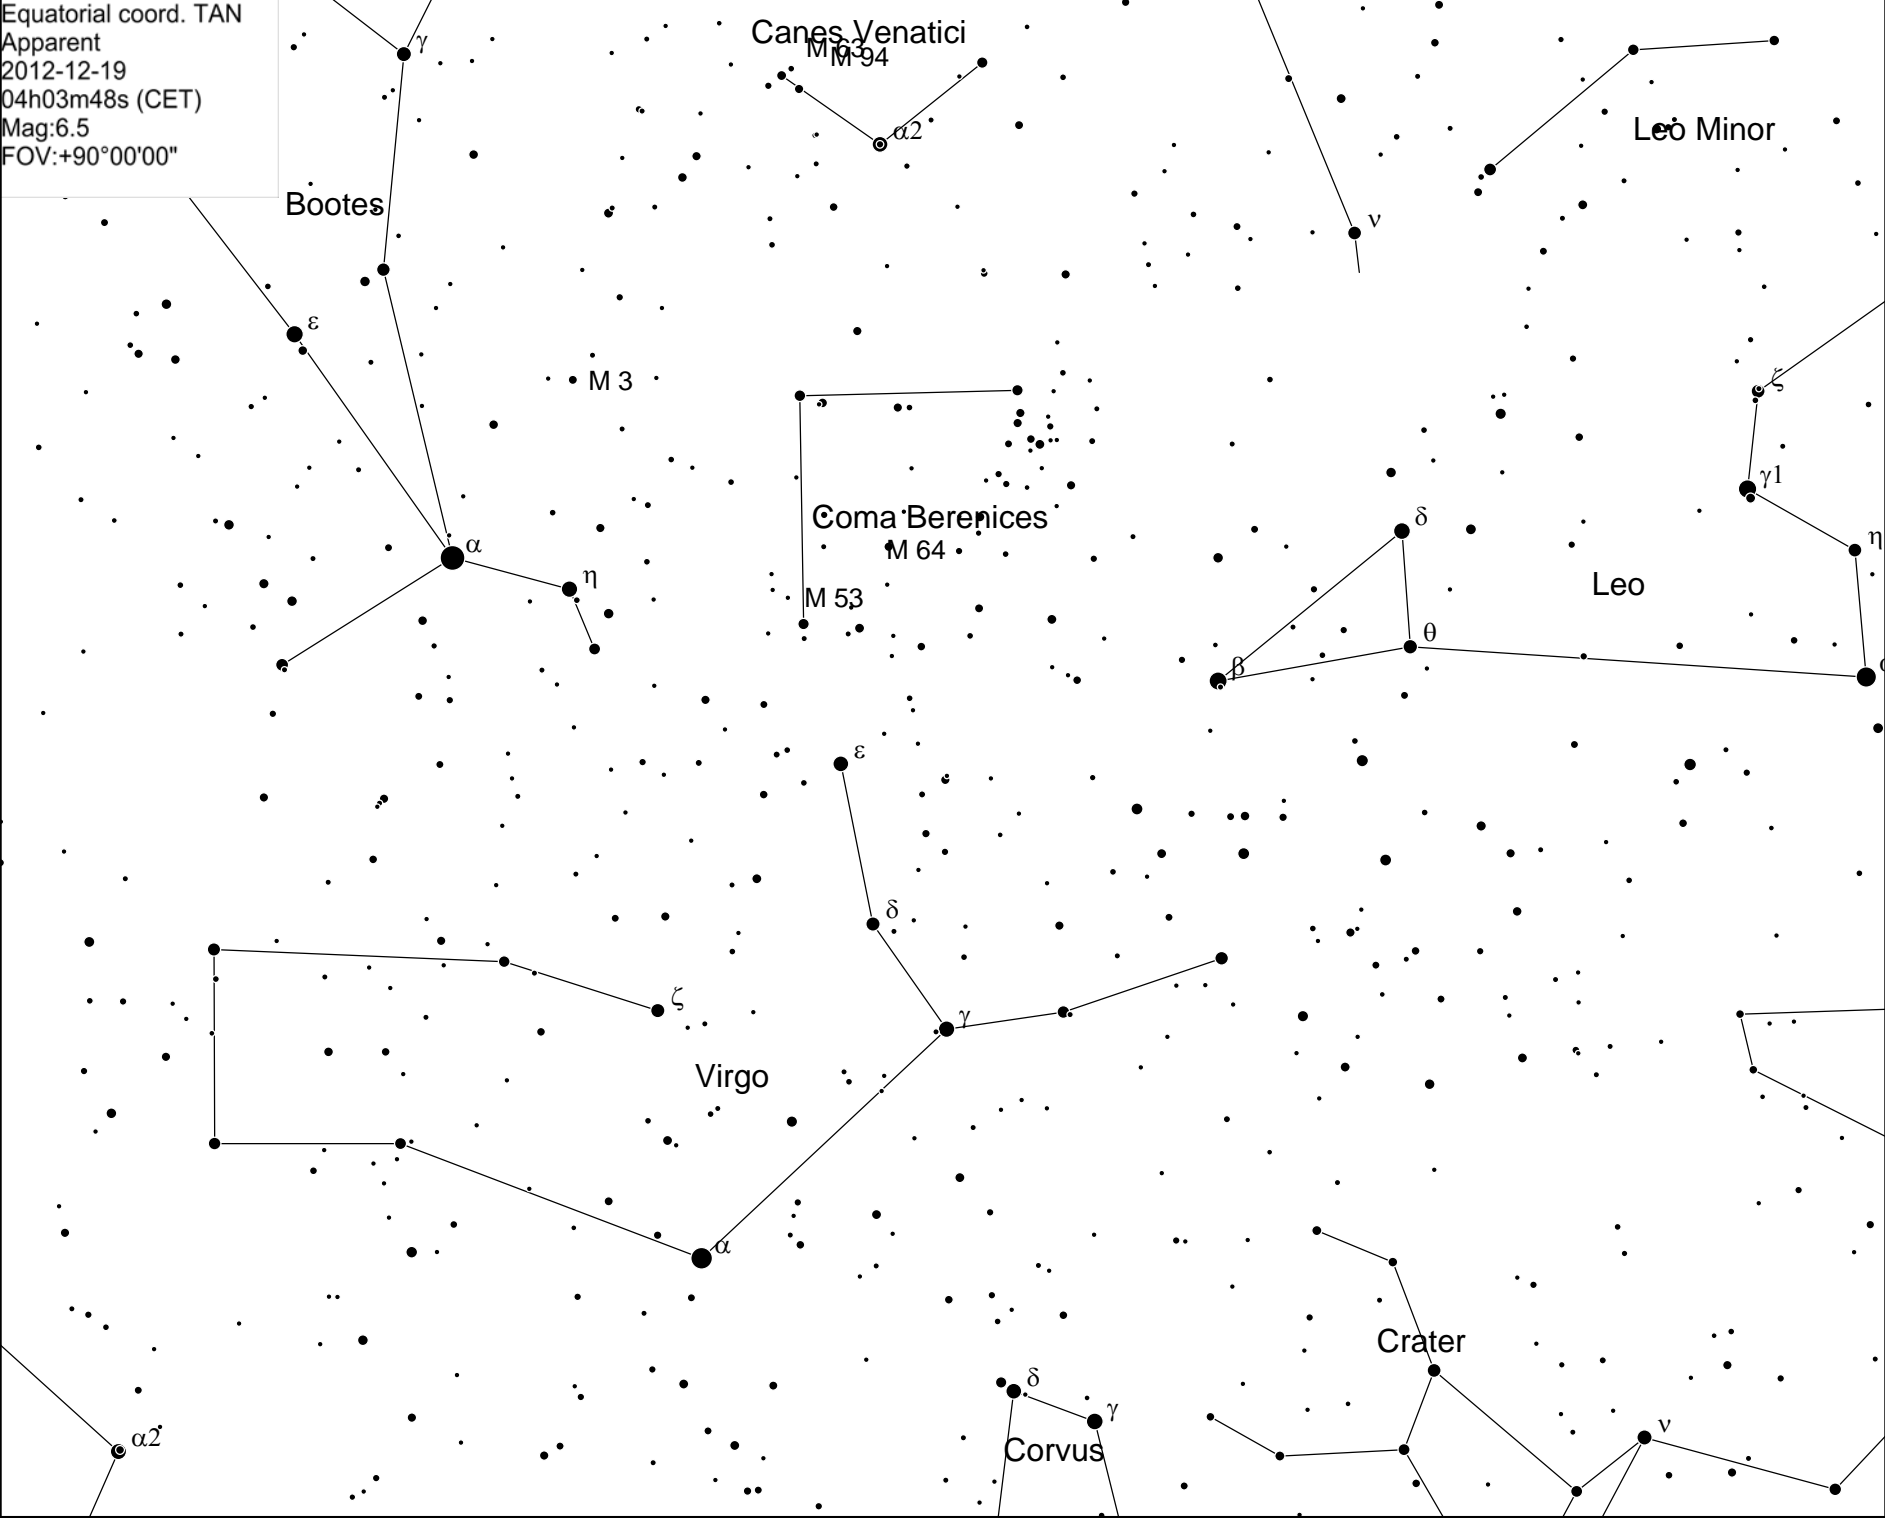 Equatorial coord. TAN
Apparent
2012-12-19
04h03m48s (CET)
Mag:6.5
FOV:+90°00'00"
γ
Canes Venatici
M 63
M 94
α2
Leo Minor
Bootes
ν
ε
M 3
ζ
γ1
Coma Berenices
δ
α
M 64
η
η
Leo
M 53
θ
β
α
ε
δ
ζ
γ
Virgo
α
Crater
δ
γ
ν
α2
Corvus